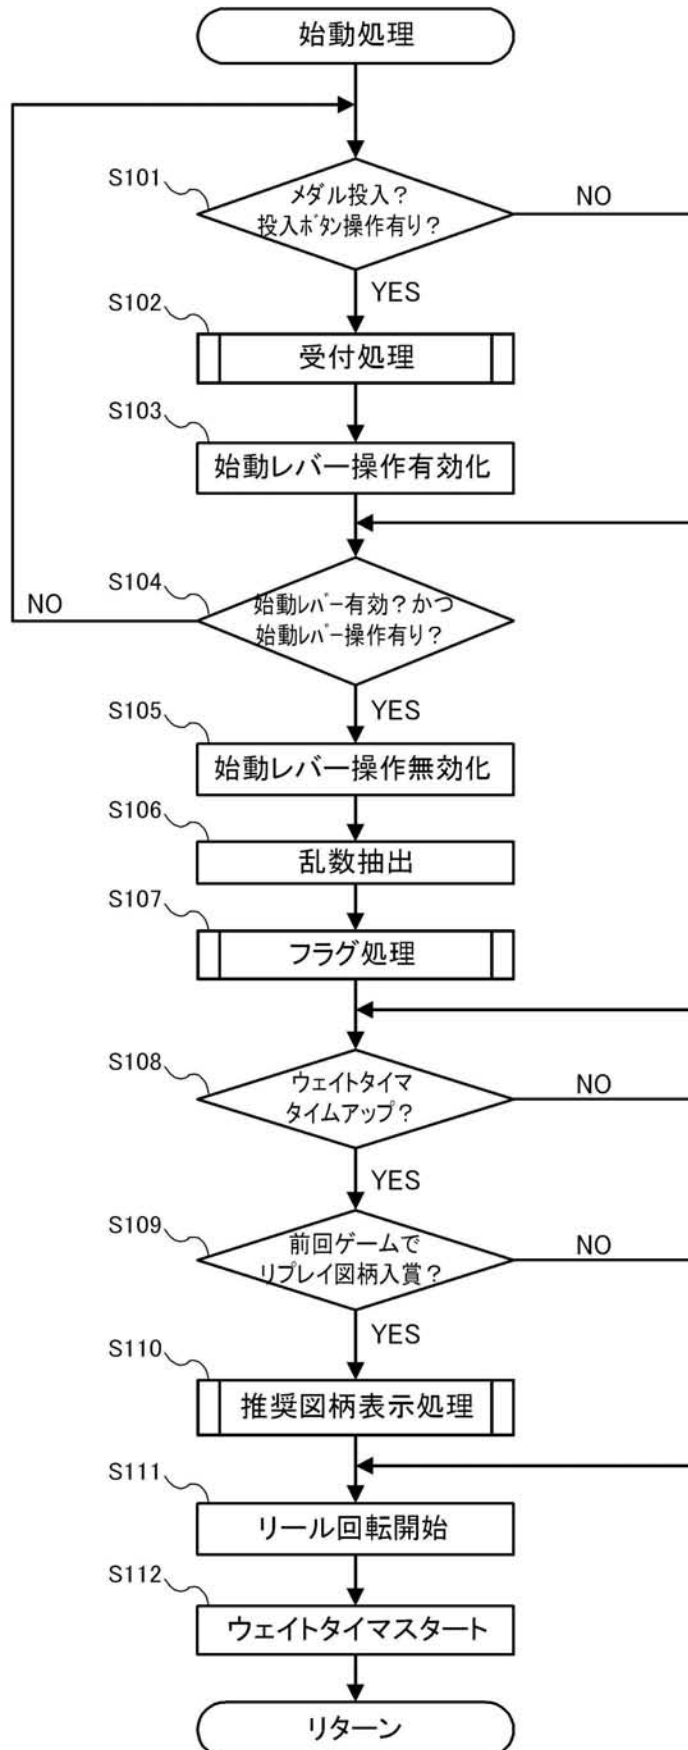 始動処理
S101
メダル投入?
投入ボタン操作有り?
NO
YES
S102
受付処理
S103
始動レバー操作有効化
S104
始動レバー有効?かつ
始動レバー操作有り?
NO
YES
S105
始動レバー操作無効化
S106
乱数抽出
S107
フラグ処理
S108
ウェイトタイマ
タイムアップ?
NO
YES
S109
前回ゲームで
リプレイ図柄入賞?
NO
YES
S110
推奨図柄表示処理
S111
リール回転開始
S112
ウェイトタイマスタート
リターン